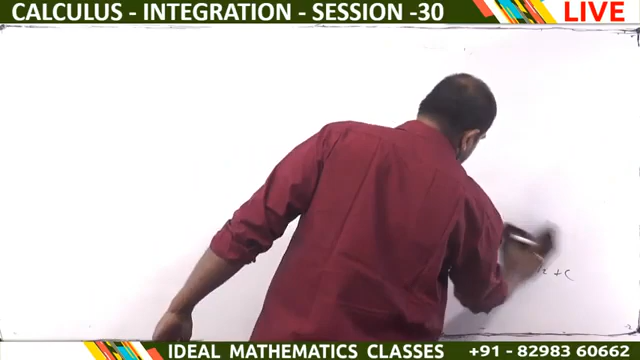 CALCULUS - INTEGRATION - SESSION -30
LIVE
+ C
IDEAL MATHEMATICS CLASSES
+91 - 82983 60662